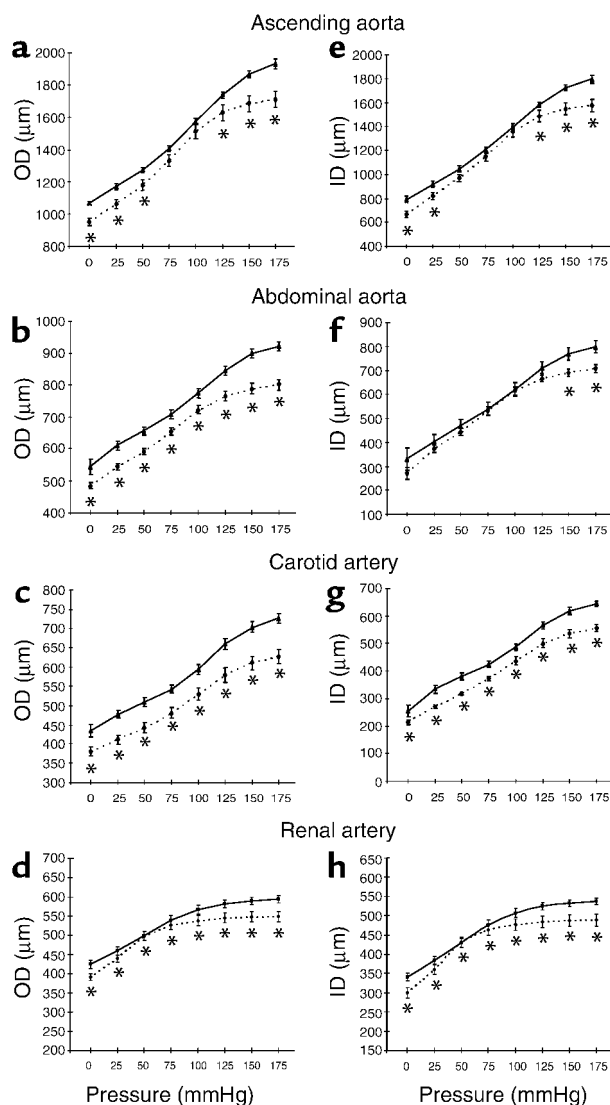 Ascending aorta
a
2000
1800
1600
1400
1200
1000
800
OD (μm)
0 25 50 75 100 125 150 175
* * * * * *
e
2000
1800
1600
1400
1200
1000
800
600
400
ID (μm)
0 25 50 75 100 125 150 175
* * * * *
Abdominal aorta
b
1000
900
800
700
600
500
400
OD (μm)
0 25 50 75 100 125 150 175
* * * * * * * *
f
900
800
700
600
500
400
300
200
100
ID (μm)
0 25 50 75 100 125 150 175
* *
Carotid artery
c
800
750
700
650
600
550
500
450
400
350
300
OD (μm)
0 25 50 75 100 125 150 175
* * * * * * * *
g
700
600
500
400
300
200
0
ID (μm)
0 25 50 75 100 125 150 175
* * * * * * * *
Renal artery
d
700
650
600
550
500
450
400
350
300
250
200
OD (μm)
0 25 50 75 100 125 150 175
* * * * * * * *
Pressure (mmHg)
h
650
600
550
500
450
400
350
300
250
200
150
ID (μm)
0 25 50 75 100 125 150 175
* * * * * * * *
Pressure (mmHg)